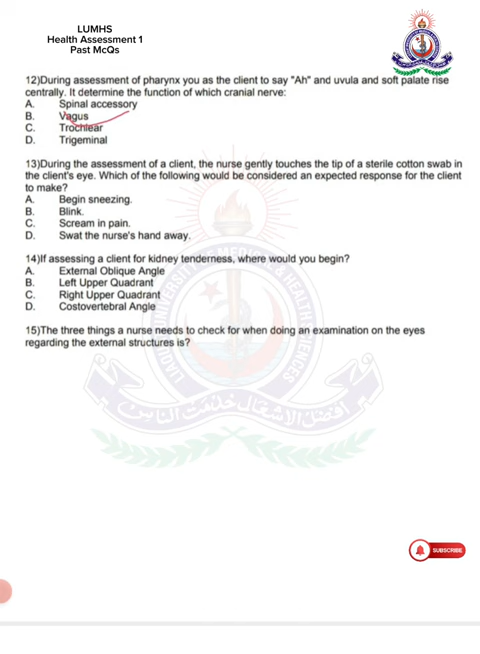 LUMHS
Health Assessment 1
Past McQs
12)During assessment of pharynx you as the client to say "Ah" and uvula and soft palate rise
centrally. It determine the function of which cranial nerve:
A. Spinal accessory
B. Vagus
C. Trochlear
D. Trigeminal
13)During the assessment of a client, the nurse gently touches the tip of a sterile cotton swab in
the client's eye. Which of the following would be considered an expected response for the client
to make?
A. Begin sneezing.
B. Blink.
C. Scream in pain.
D. Swat the nurse's hand away.
14)If assessing a client for kidney tenderness, where would you begin?
A. External Oblique Angle
B. Left Upper Quadrant
C. Right Upper Quadrant
D. Costovertebral Angle
15)The three things a nurse needs to check for when doing an examination on the eyes
regarding the external structures is?
افضل الاشغال خدمت الناس
SUBSCRIBE